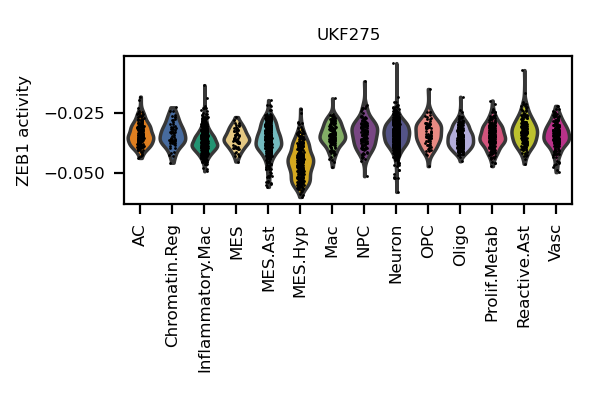 UKF275
ZEB1 activity
−0.025
−0.050
AC
Chromatin.Reg
Inflammatory.Mac
MES
MES.Ast
MES.Hyp
Mac
NPC
Neuron
OPC
Oligo
Prolif.Metab
Reactive.Ast
Vasc